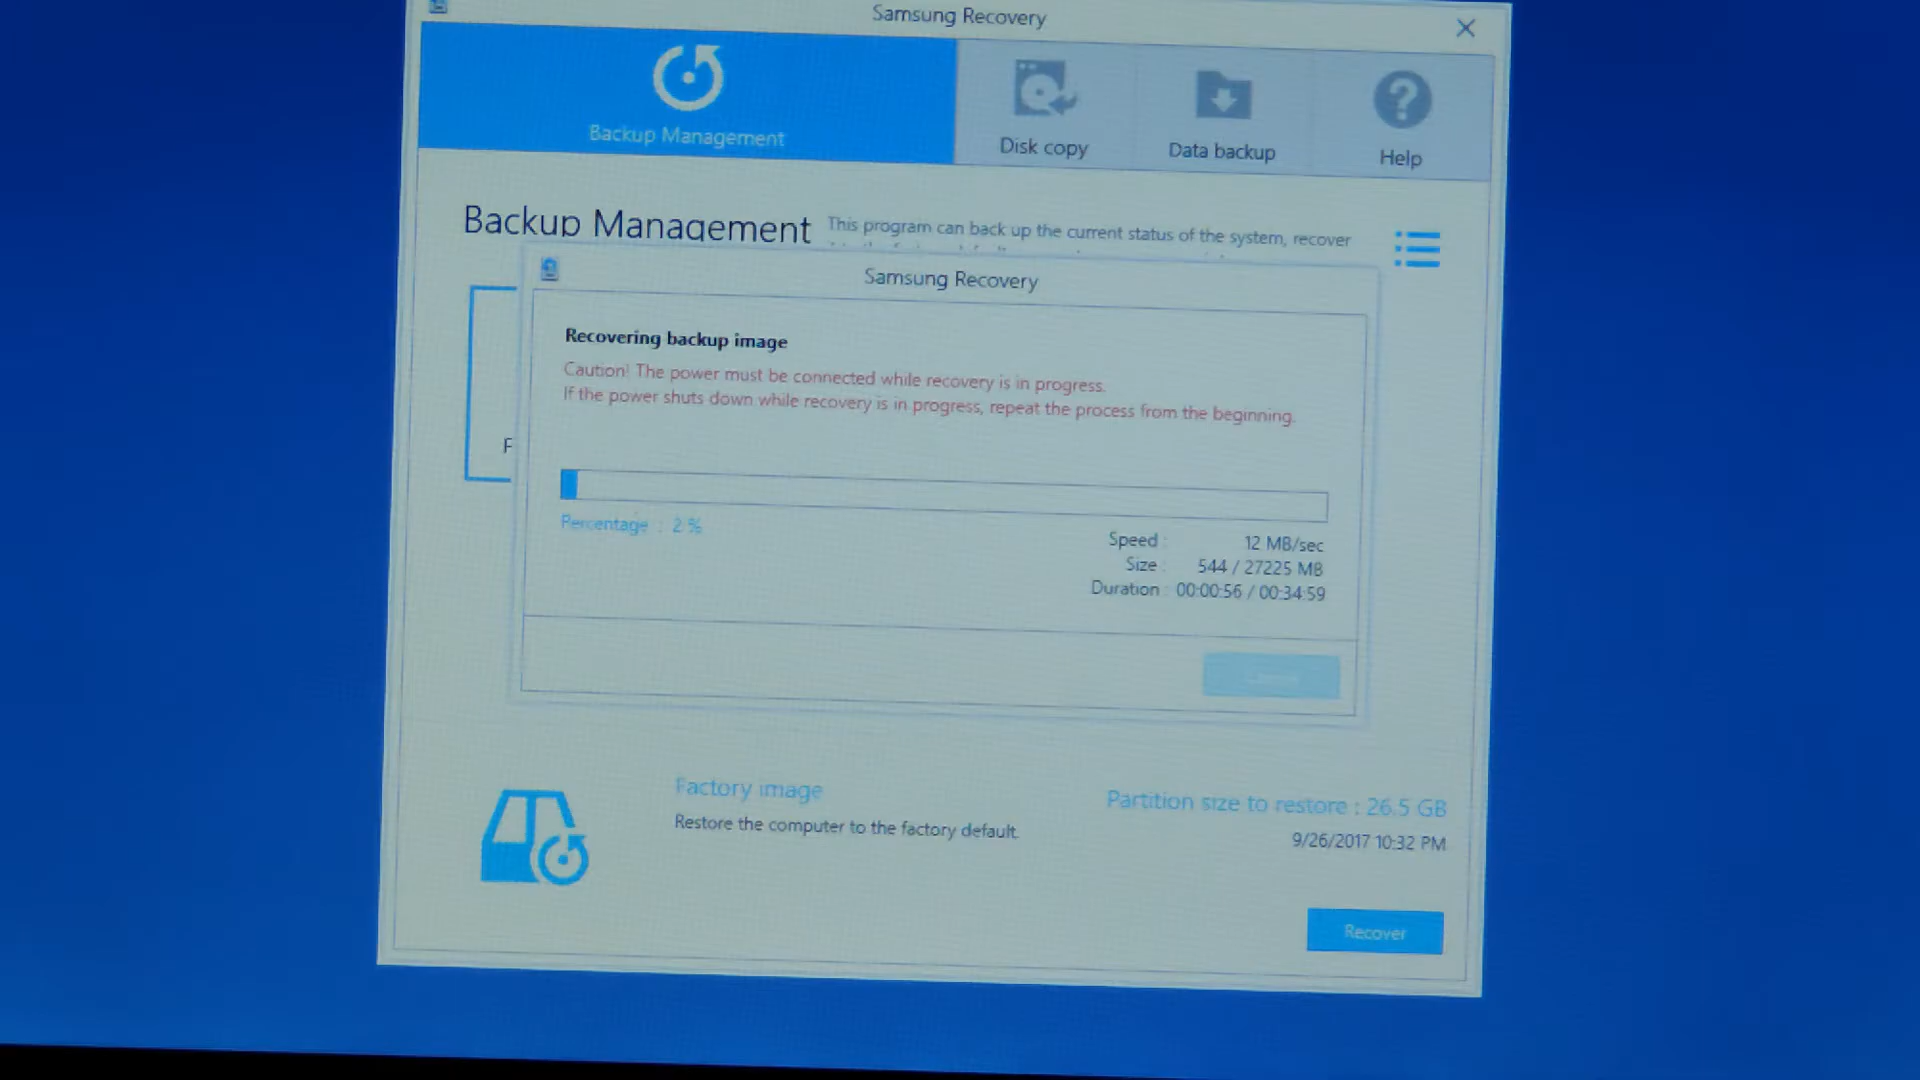 Samsung Recovery
Backup Management
Disk copy
Data backup
Help
Backup Management
This program can back up the current status of the system, recover
Samsung Recovery
Recovering backup image
Caution! The power must be connected while recovery is in progress.
If the power shuts down while recovery is in progress, repeat the process from the beginning.
F
Percentage : 2 %
Speed : 12 MB/sec
Size : 544 / 27225 MB
Duration : 00:00:56 / 00:34:59
Factory image
Restore the computer to the factory default.
Partition size to restore : 26.5 GB
9/26/2017 10:32 PM
Recover